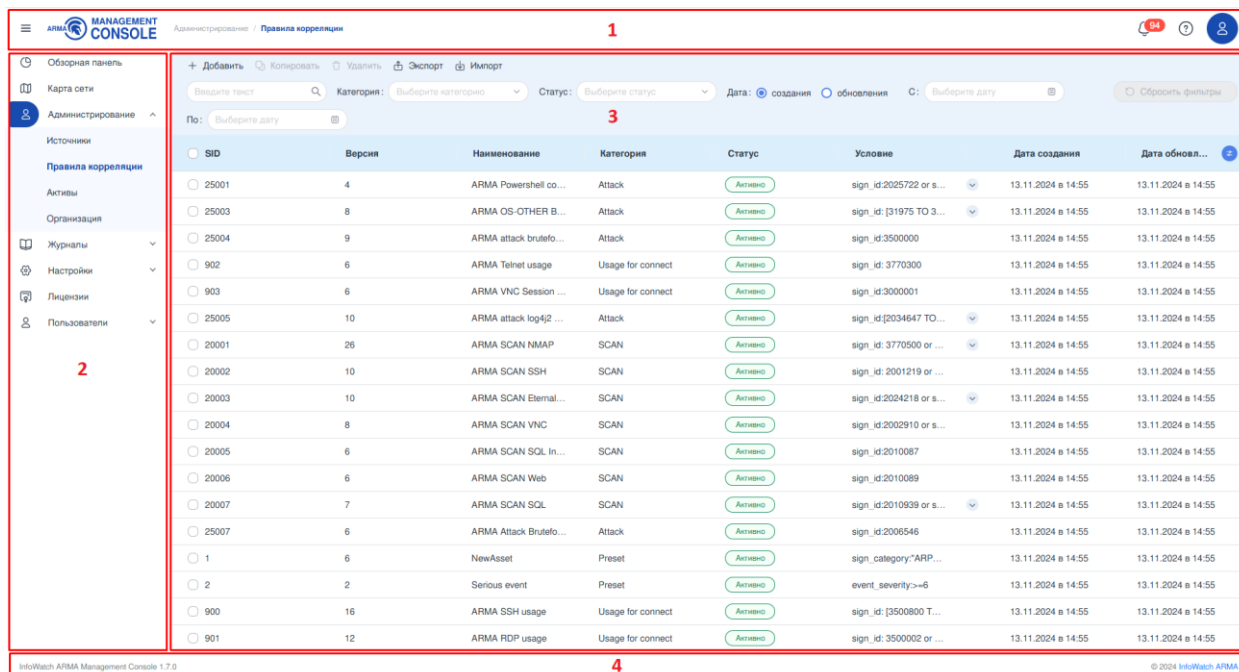 ARMA MANAGEMENT CONSOLE Администрирование / Правила корреляции 1 94
Обзорная панель
Карта сети
Администрирование
Источники
Правила корреляции
Активы
Организация
Журналы
Настройки
Лицензии
Пользователи
2
+ Добавить Копировать Удалить Экспорт Импорт
Введите текст Категория: Выберите категорию Статус: Выберите статус Дата: создания обновления С: Выберите дату Сбросить фильтры
По: Выберите дату 3
SID Версия Наименование Категория Статус Условие Дата создания Дата обновл...
25001 4 ARMA Powershell co... Attack Активно sign_id:2025722 or s... 13.11.2024 в 14:55 13.11.2024 в 14:55
25003 8 ARMA OS-OTHER B... Attack Активно sign_id: [31975 TO 3... 13.11.2024 в 14:55 13.11.2024 в 14:55
25004 9 ARMA attack brutefo... Attack Активно sign_id:3500000 13.11.2024 в 14:55 13.11.2024 в 14:55
902 6 ARMA Telnet usage Usage for connect Активно sign_id: 3770300 13.11.2024 в 14:55 13.11.2024 в 14:55
903 6 ARMA VNC Session ... Usage for connect Активно sign_id:3000001 13.11.2024 в 14:55 13.11.2024 в 14:55
25005 10 ARMA attack log4j2 ... Attack Активно sign_id:[2034647 TO... 13.11.2024 в 14:55 13.11.2024 в 14:55
20001 26 ARMA SCAN NMAP SCAN Активно sign_id: 3770500 or ... 13.11.2024 в 14:55 13.11.2024 в 14:55
20002 10 ARMA SCAN SSH SCAN Активно sign_id: 2001219 or ... 13.11.2024 в 14:55 13.11.2024 в 14:55
20003 10 ARMA SCAN Eternal... SCAN Активно sign_id:2024218 or s... 13.11.2024 в 14:55 13.11.2024 в 14:55
20004 8 ARMA SCAN VNC SCAN Активно sign_id:2002910 or s... 13.11.2024 в 14:55 13.11.2024 в 14:55
20005 6 ARMA SCAN SQL In... SCAN Активно sign_id:2010087 13.11.2024 в 14:55 13.11.2024 в 14:55
20006 6 ARMA SCAN Web SCAN Активно sign_id:2010089 13.11.2024 в 14:55 13.11.2024 в 14:55
20007 7 ARMA SCAN SQL SCAN Активно sign_id:2010939 or s... 13.11.2024 в 14:55 13.11.2024 в 14:55
25007 6 ARMA Attack Brutefo... Attack Активно sign_id:2006546 13.11.2024 в 14:55 13.11.2024 в 14:55
1 6 NewAsset Preset Активно sign_category:"ARP... 13.11.2024 в 14:55 13.11.2024 в 14:55
2 2 Serious event Preset Активно event_severity:>=6 13.11.2024 в 14:55 13.11.2024 в 14:55
900 16 ARMA SSH usage Usage for connect Активно sign_id: [3500800 T... 13.11.2024 в 14:55 13.11.2024 в 14:55
901 12 ARMA RDP usage Usage for connect Активно sign_id: 3500002 or ... 13.11.2024 в 14:55 13.11.2024 в 14:55
InfoWatch ARMA Management Console 1.7.0 4 © 2024 InfoWatch ARMA